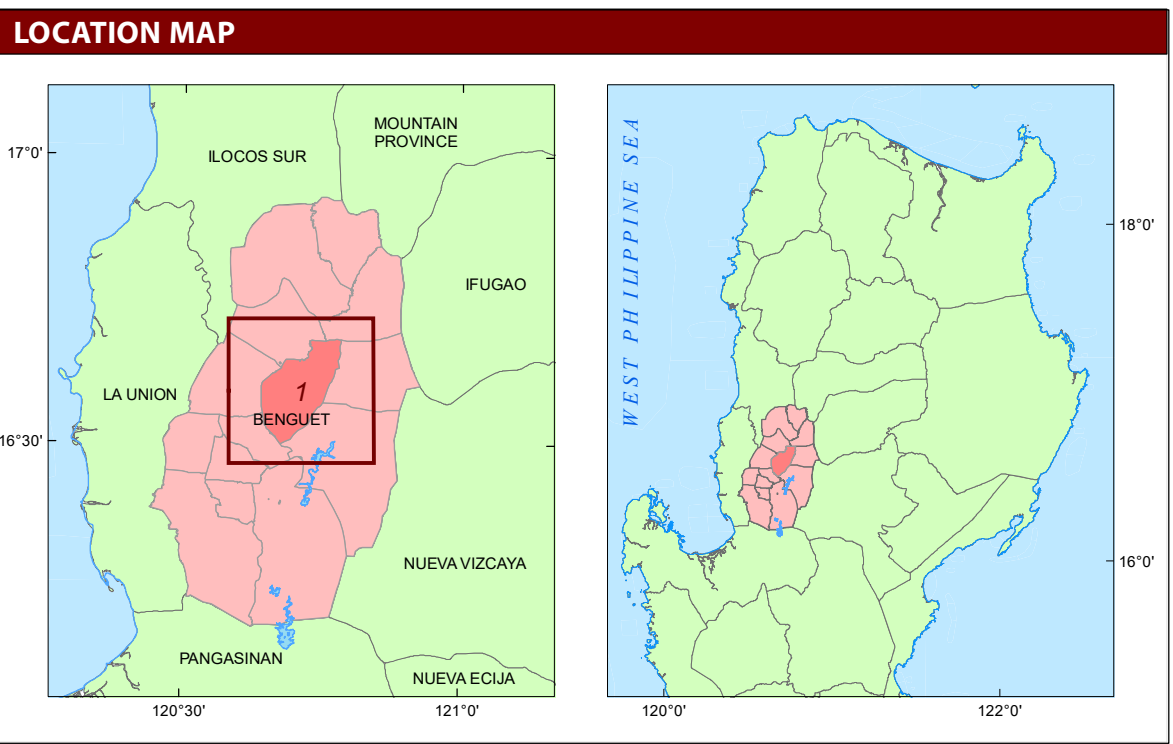 LOCATION MAP
MOUNTAIN
PROVINCE
17°0'
ILOCOS SUR
IFUGAO
LA UNION
1
BENGUET
16°30'
NUEVA VIZCAYA
PANGASINAN
NUEVA ECIJA
120°30'
121°0'
WEST PHILIPPINE SEA
18°0'
16°0'
120°0'
122°0'